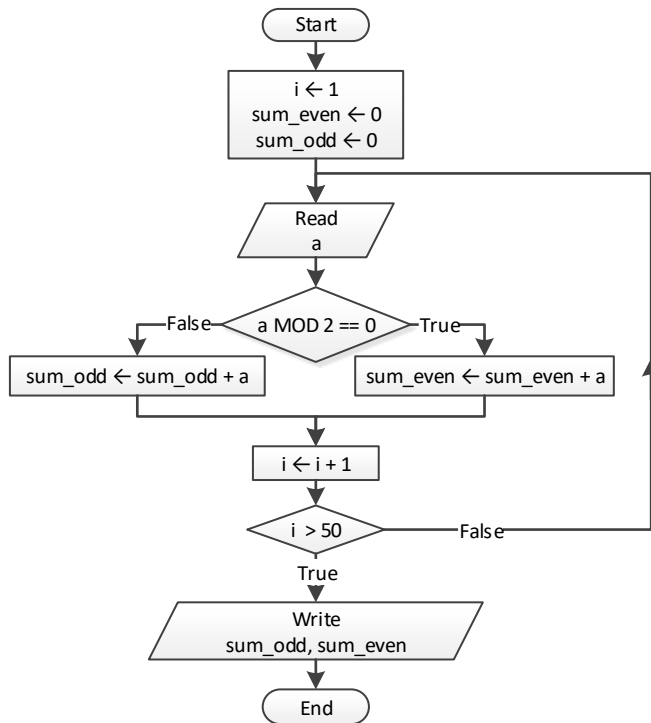 Start
i ← 1
sum_even ← 0
sum_odd ← 0
Read
a
False
a MOD 2 == 0
True
sum_odd ← sum_odd + a
sum_even ← sum_even + a
i ← i + 1
i > 50
False
True
Write
sum_odd, sum_even
End